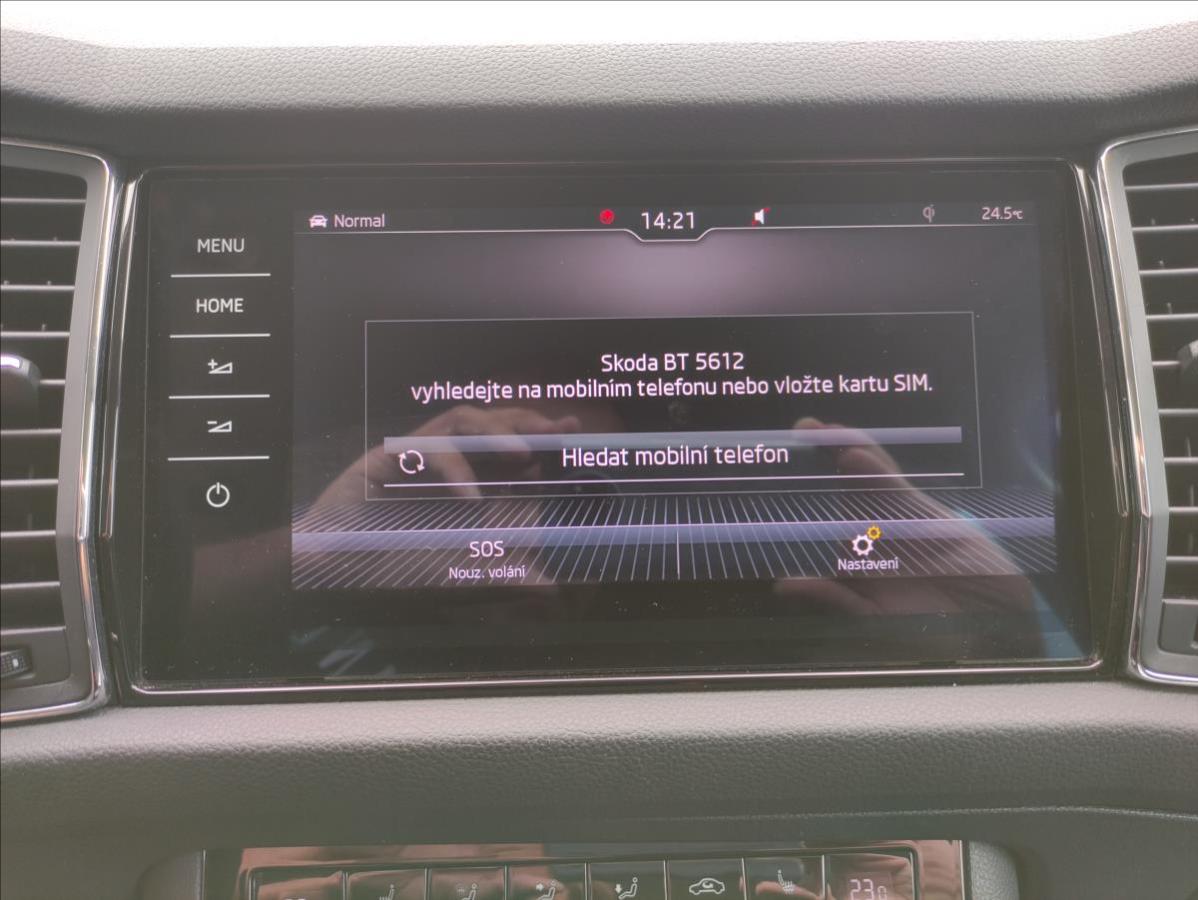 Normal
14:21
24.5°C
MENU
HOME
Skoda BT 5612
vyhledejte na mobilním telefonu nebo vložte kartu SIM.
Hledat mobilní telefon
SOS
Nouz. volání
Nastavení